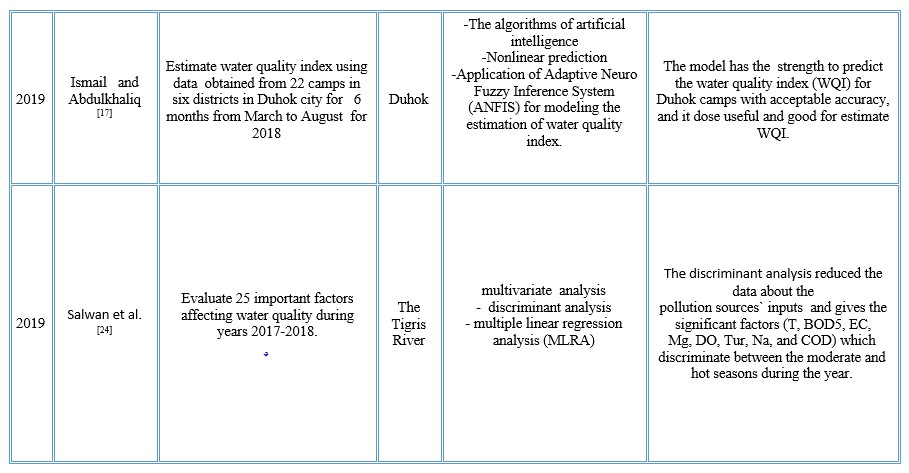 2019
Ismail and
Abdulkhaliq
[17]
Estimate water quality index using
data obtained from 22 camps in
six districts in Duhok city for 6
months from March to August for
2018
Duhok
-The algorithms of artificial
intelligence
-Nonlinear prediction
-Application of Adaptive Neuro
Fuzzy Inference System
(ANFIS) for modeling the
estimation of water quality
index.
The model has the strength to predict
the water quality index (WQI) for
Duhok camps with acceptable accuracy,
and it dose useful and good for estimate
WQI.
2019
Salwan et al.
[24]
Evaluate 25 important factors
affecting water quality during
years 2017-2018.
The
Tigris
River
multivariate analysis
- discriminant analysis
- multiple linear regression
analysis (MLRA)
The discriminant analysis reduced the
data about the
pollution sources` inputs and gives the
significant factors (T, BOD5, EC,
Mg, DO, Tur, Na, and COD) which
discriminate between the moderate and
hot seasons during the year.